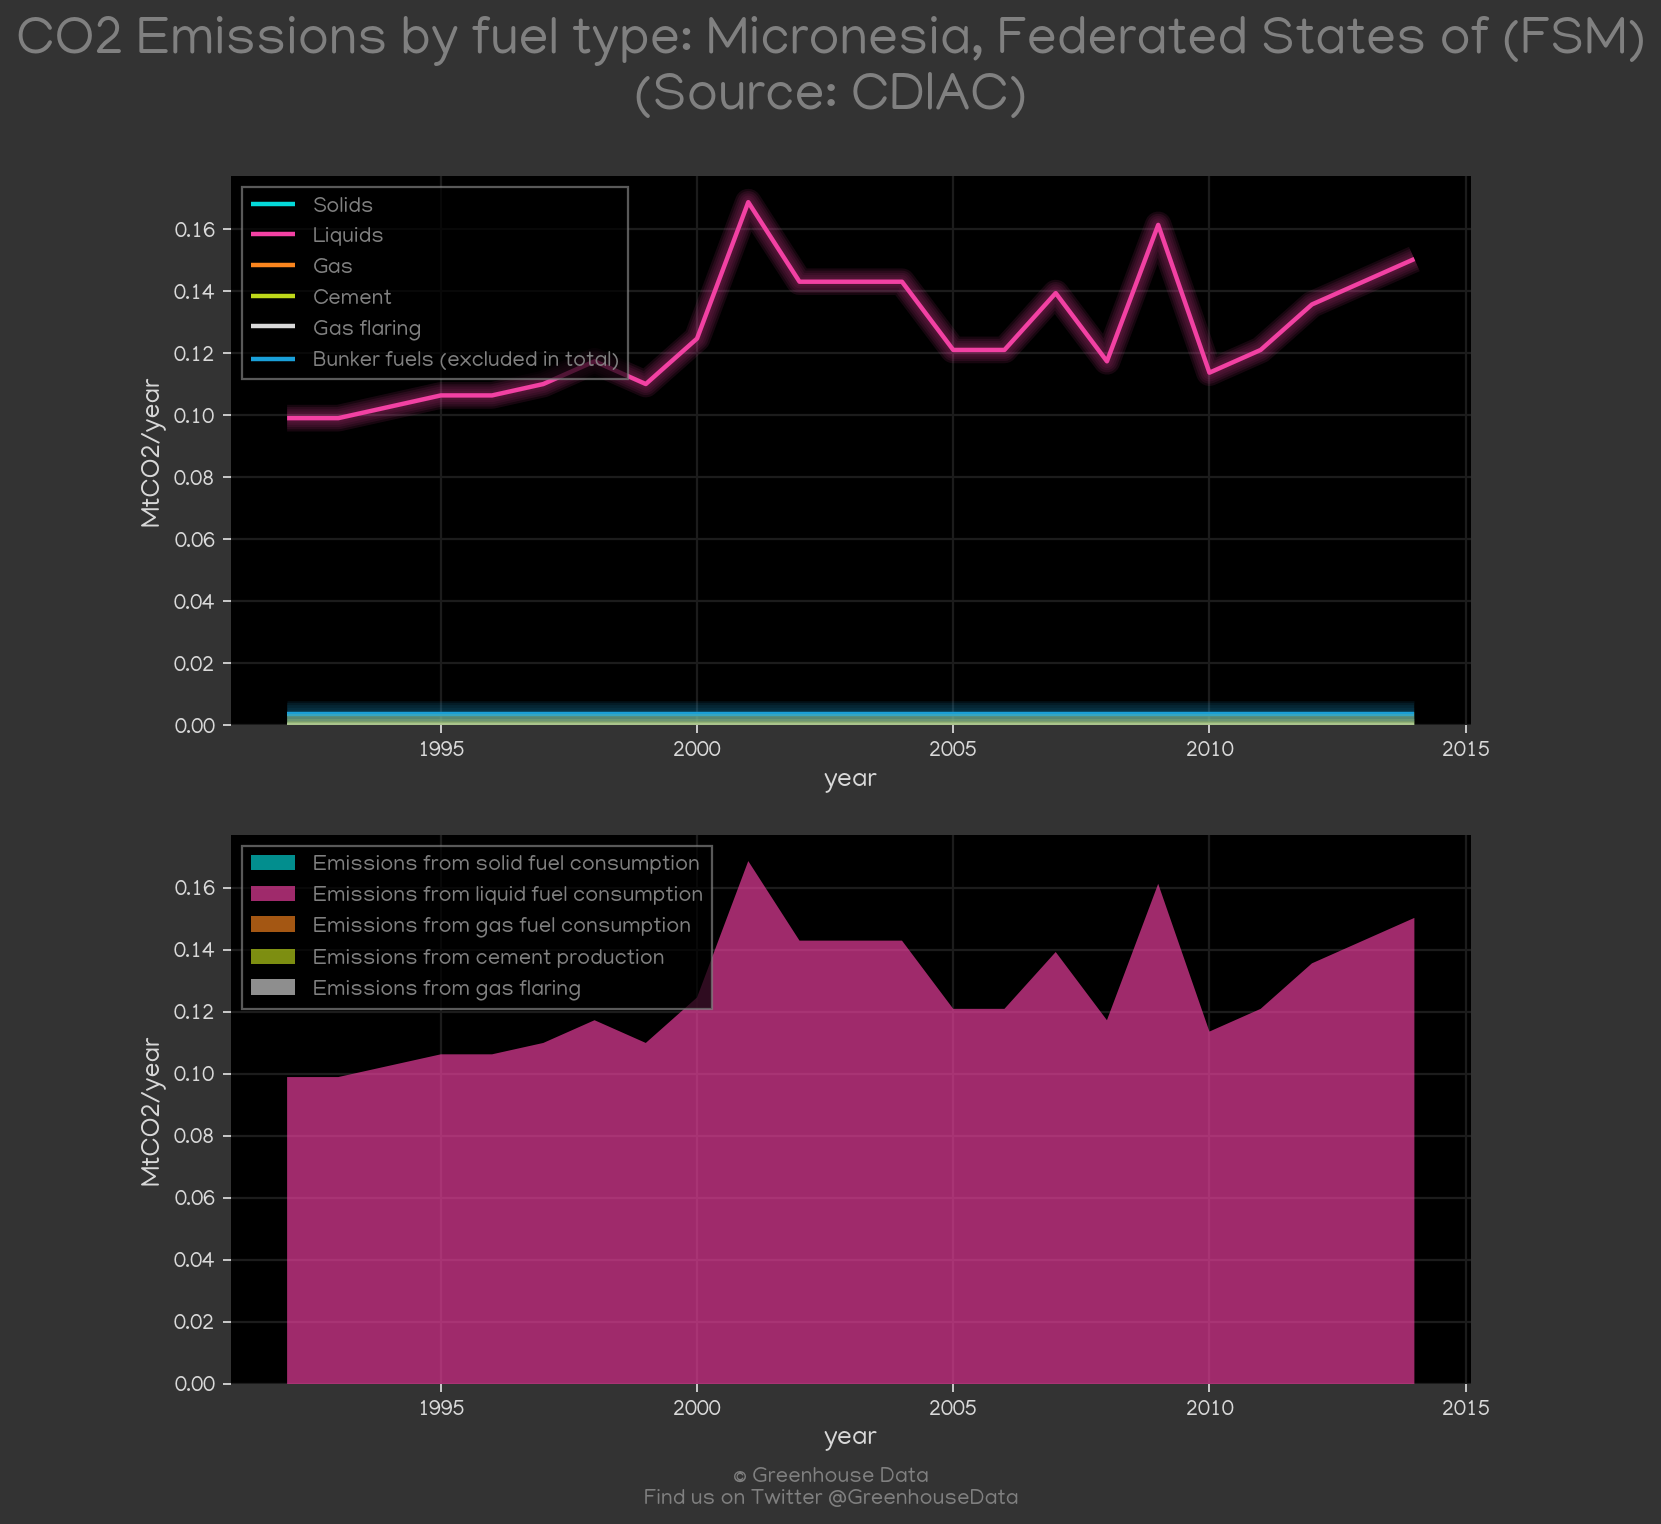 CO2 Emissions by fuel type: Micronesia, Federated States of (FSM)
(Source: CDIAC)
Solids
Liquids
Gas
Cement
Gas flaring
Bunker fuels (excluded in total)
0.16
0.14
0.12
0.10
0.08
0.06
0.04
0.02
0.00
MtCO2/year
1995 2000 2005 2010 2015
year
Emissions from solid fuel consumption
Emissions from liquid fuel consumption
Emissions from gas fuel consumption
Emissions from cement production
Emissions from gas flaring
0.16
0.14
0.12
0.10
0.08
0.06
0.04
0.02
0.00
MtCO2/year
1995 2000 2005 2010 2015
year
© Greenhouse Data
Find us on Twitter @GreenhouseData